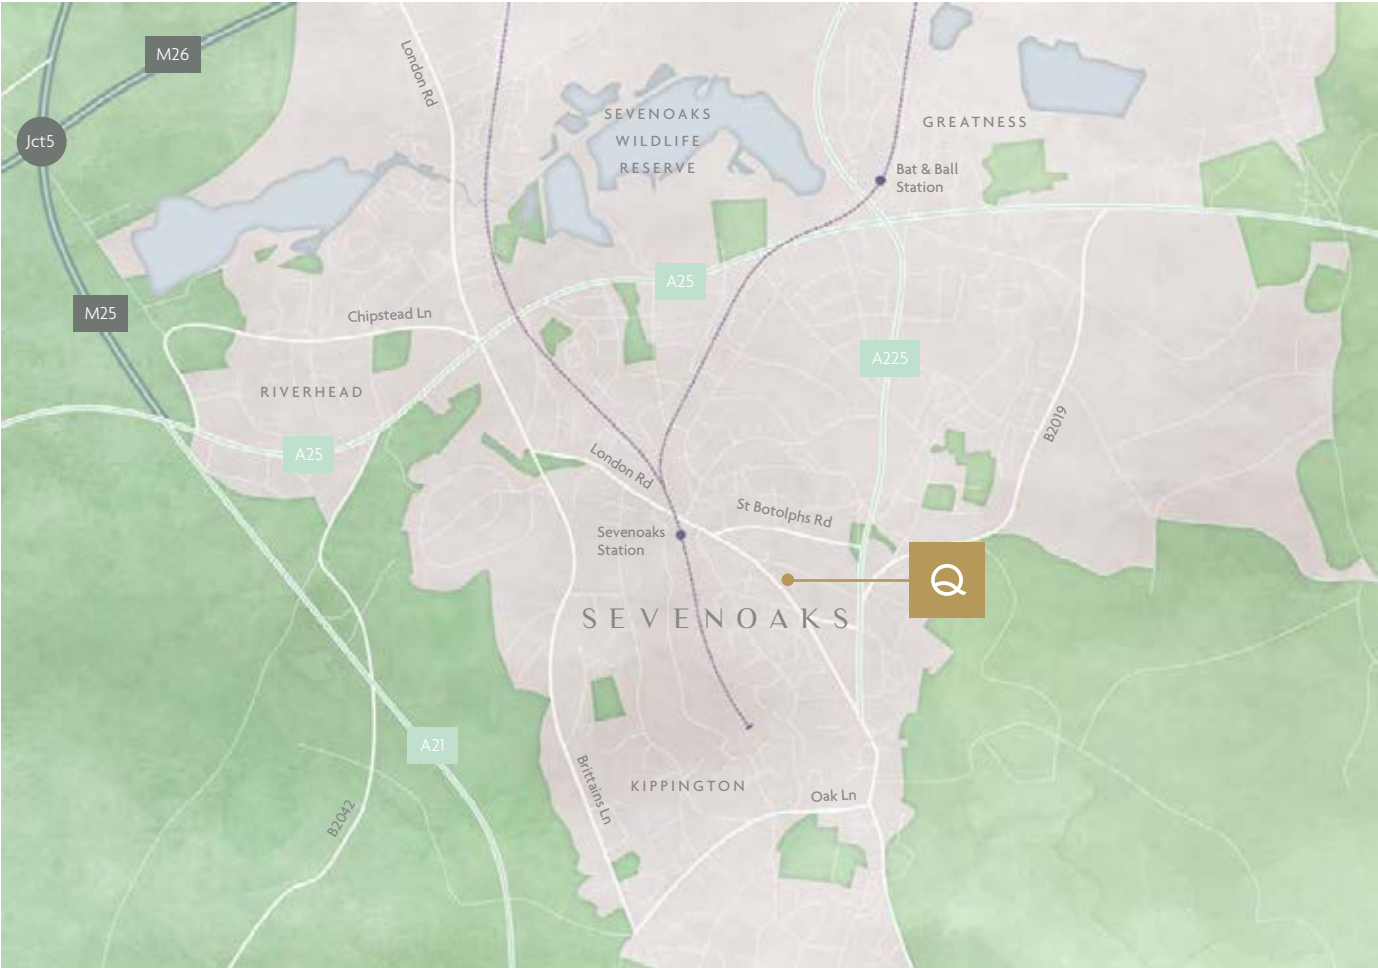 M26
London Rd
SEVENOAKS
WILDLIFE
RESERVE
GREATNESS
Jct5
Bat & Ball
Station
A25
M25
Chipstead Ln
A225
RIVERHEAD
B2019
A25
London Rd
St Botolphs Rd
Sevenoaks
Station
Q
SEVENOAKS
A21
KIPPINGTON
Brittains Ln
Oak Ln
B2042